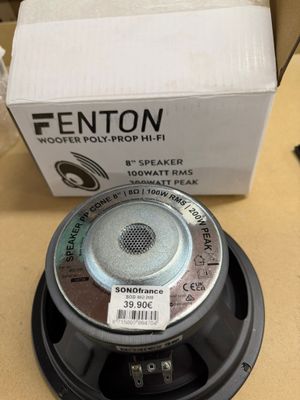 FENTON
WOOFER POLY-PROP HI-FI
8" SPEAKER
100WATT RMS
200WATT PEAK
SPEAKER PP CONE 8" | 8Ω | 100W RMS | 200W PEAK
SONOfrance
39.90€